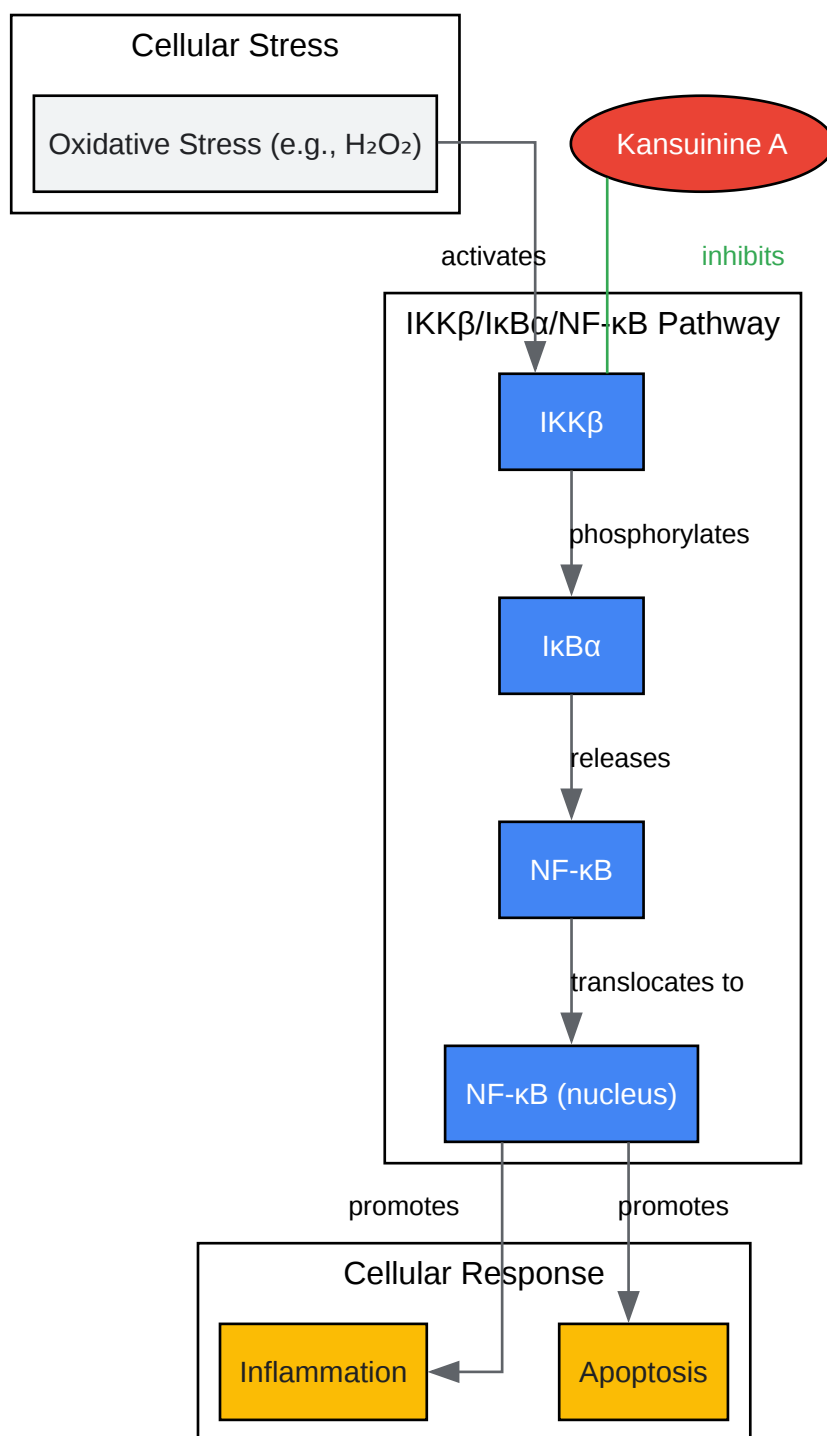 Cellular Stress
Oxidative Stress (e.g., H₂O₂)
Kansuinine A
activates
inhibits
IKKβ/IκBα/NF-κB Pathway
IKKβ
phosphorylates
IκBα
releases
NF-κB
translocates to
NF-κB (nucleus)
promotes
promotes
Cellular Response
Inflammation
Apoptosis